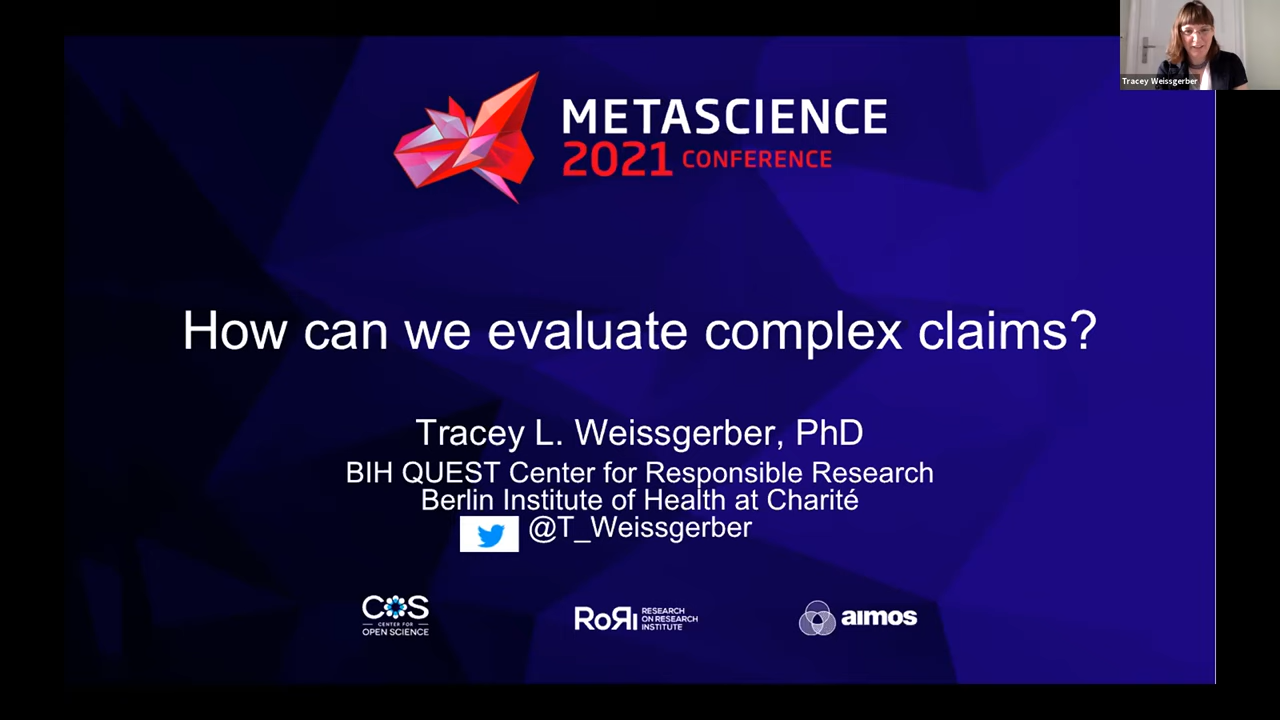 METASCIENCE
2021 CONFERENCE
Tracey Weissgerber
How can we evaluate complex claims?
Tracey L. Weissgerber, PhD
BIH QUEST Center for Responsible Research
Berlin Institute of Health at Charité
@T_Weissgerber
COS
CENTER FOR
OPEN SCIENCE
RoRI
RESEARCH
ON RESEARCH
INSTITUTE
aimos